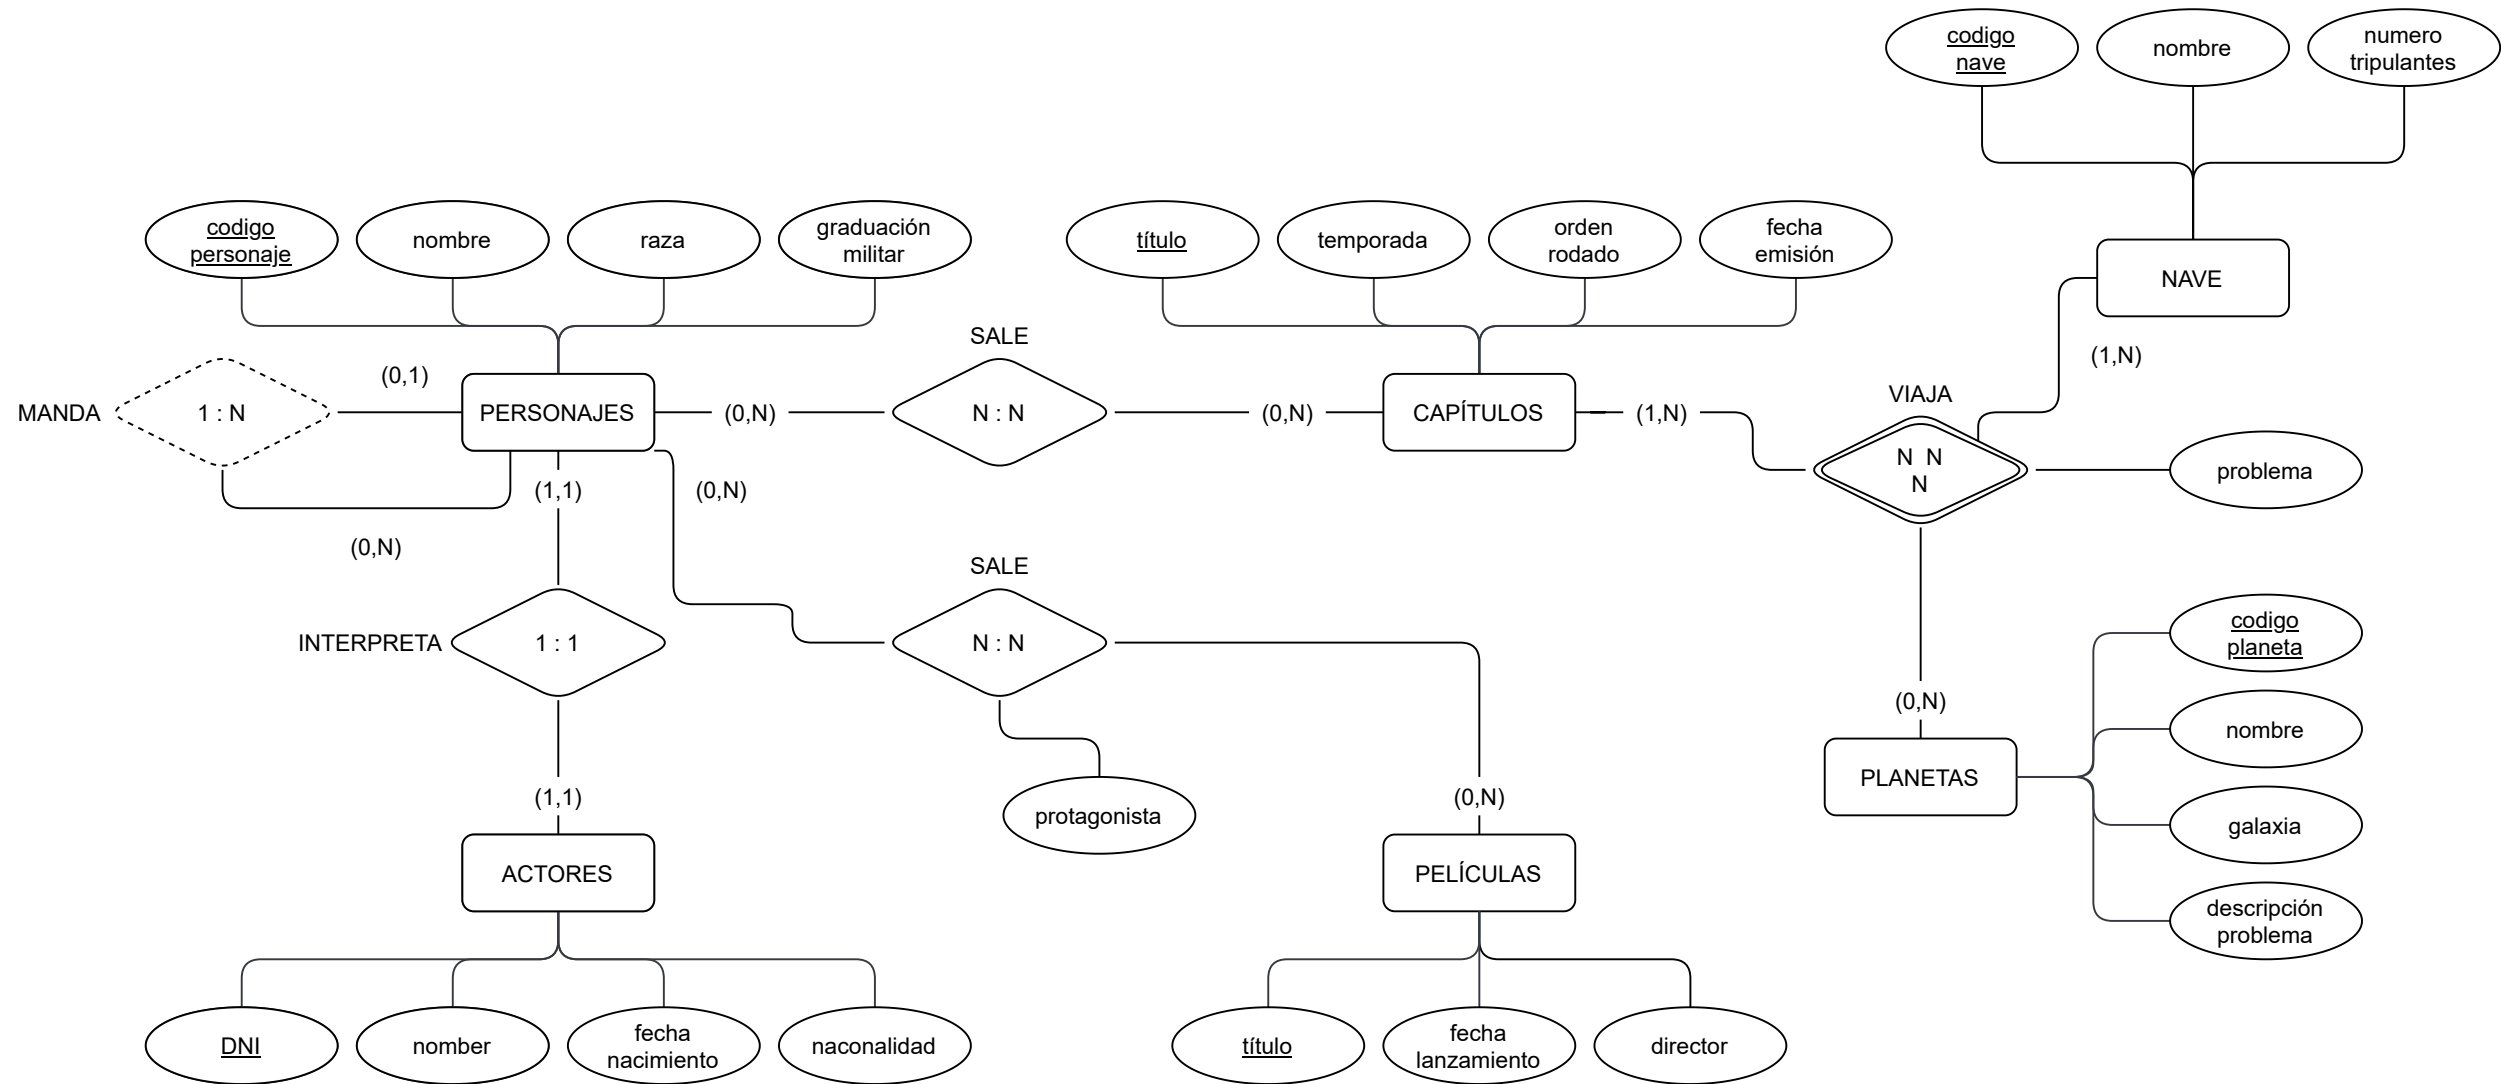 codigo
nave
nombre
numero
tripulantes
codigo
personaje
nombre
raza
graduación
militar
título
temporada
orden
rodado
fecha
emisión
NAVE
SALE
(1,N)
(0,1)
VIAJA
MANDA
1 : N
PERSONAJES
(0,N)
N : N
(0,N)
CAPÍTULOS
(1,N)
N N
N
problema
(1,1)
(0,N)
(0,N)
SALE
codigo
planeta
INTERPRETA
1 : 1
N : N
(0,N)
nombre
PLANETAS
(1,1)
(0,N)
protagonista
galaxia
ACTORES
PELÍCULAS
descripción
problema
DNI
nomber
fecha
nacimiento
naconalidad
título
fecha
lanzamiento
director